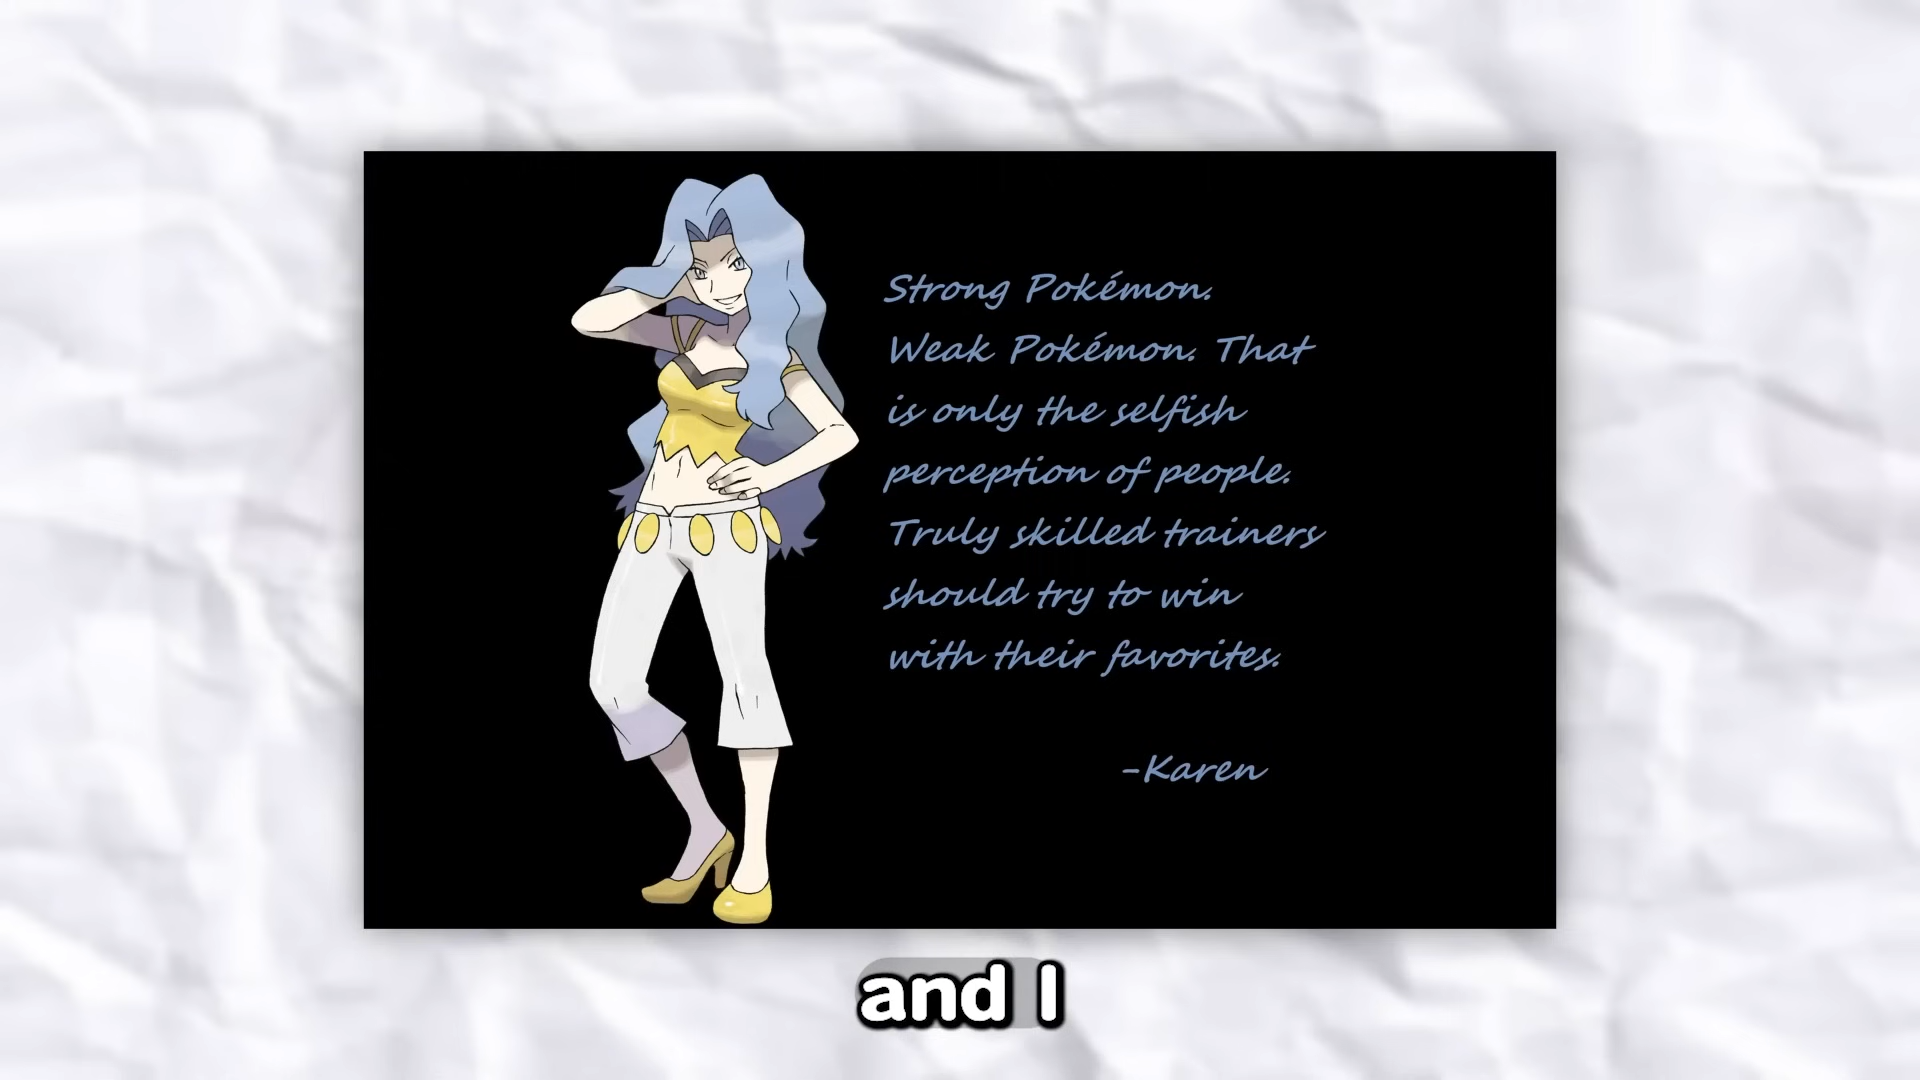 Strong Pokémon.
Weak Pokémon. That
is only the selfish
perception of people.
Truly skilled trainers
should try to win
with their favorites.
-Karen
and I